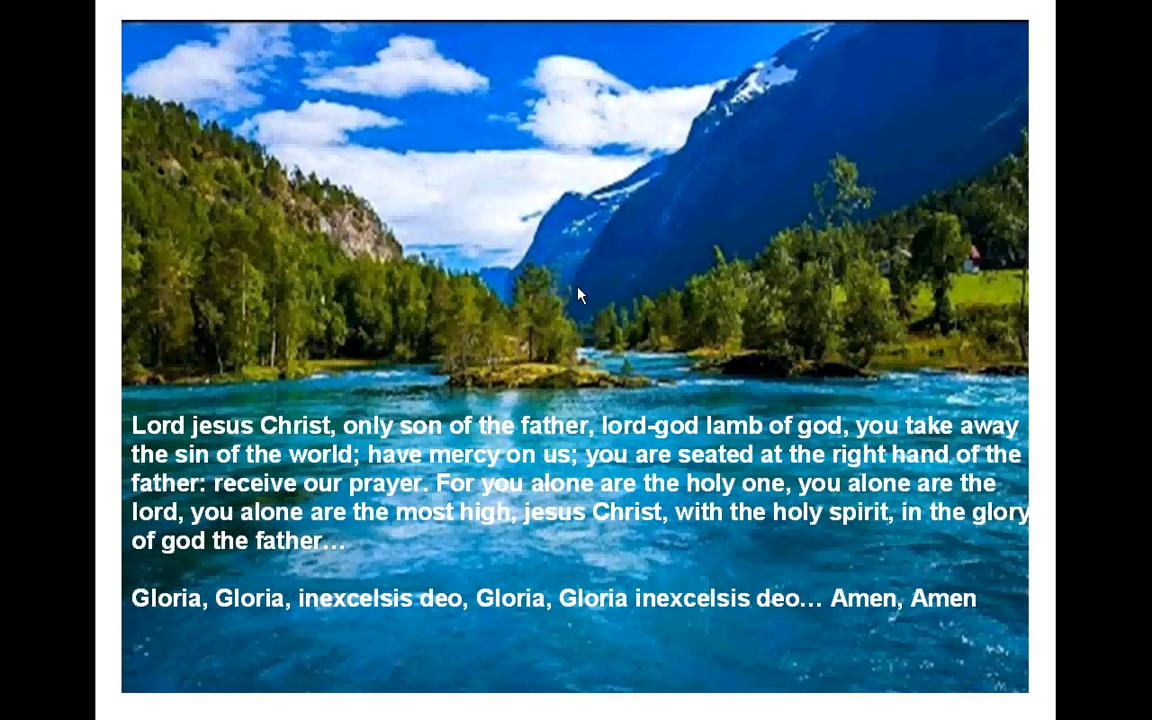 Lord jesus Christ, only son of the father, lord-god lamb of god, you take away
the sin of the world; have mercy on us; you are seated at the right hand of the
father: receive our prayer. For you alone are the holy one, you alone are the
lord, you alone are the most high, jesus Christ, with the holy spirit, in the glory
of god the father...
Gloria, Gloria, inexcelsis deo, Gloria, Gloria inexcelsis deo... Amen, Amen